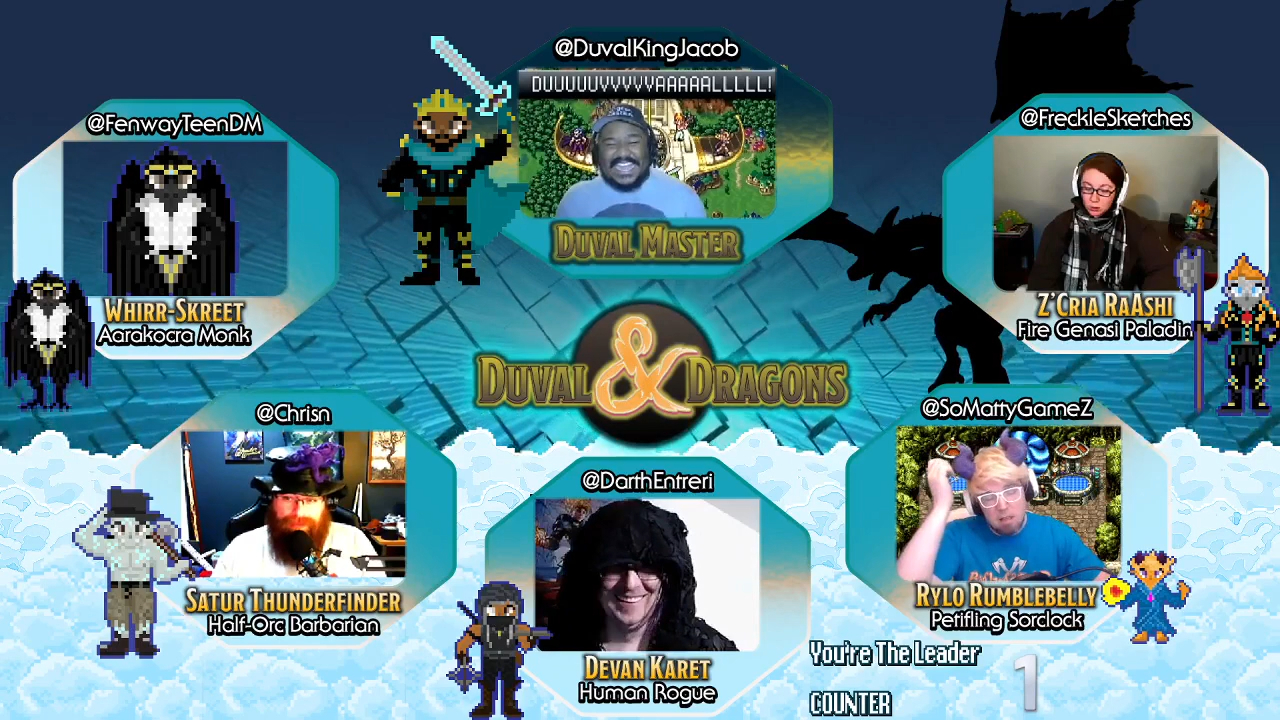 @DuvalKingJacob
DUUUUUVVVVVAAAAALLLLL!
Duval Master
@FenwayTeenDM
Whirr-Skreet
Aarakocra Monk
@FreckleSketches
Z'Cria RaAshi
Fire Genasi Paladin
Duval & Dragons
@Chrisn
Satur Thunderfinder
Half-Orc Barbarian
@DarthEntreri
Devan Karet
Human Rogue
@SoMattyGameZ
Rylo Rumblebelly
Petifling Sorclock
You're The Leader
COUNTER
1